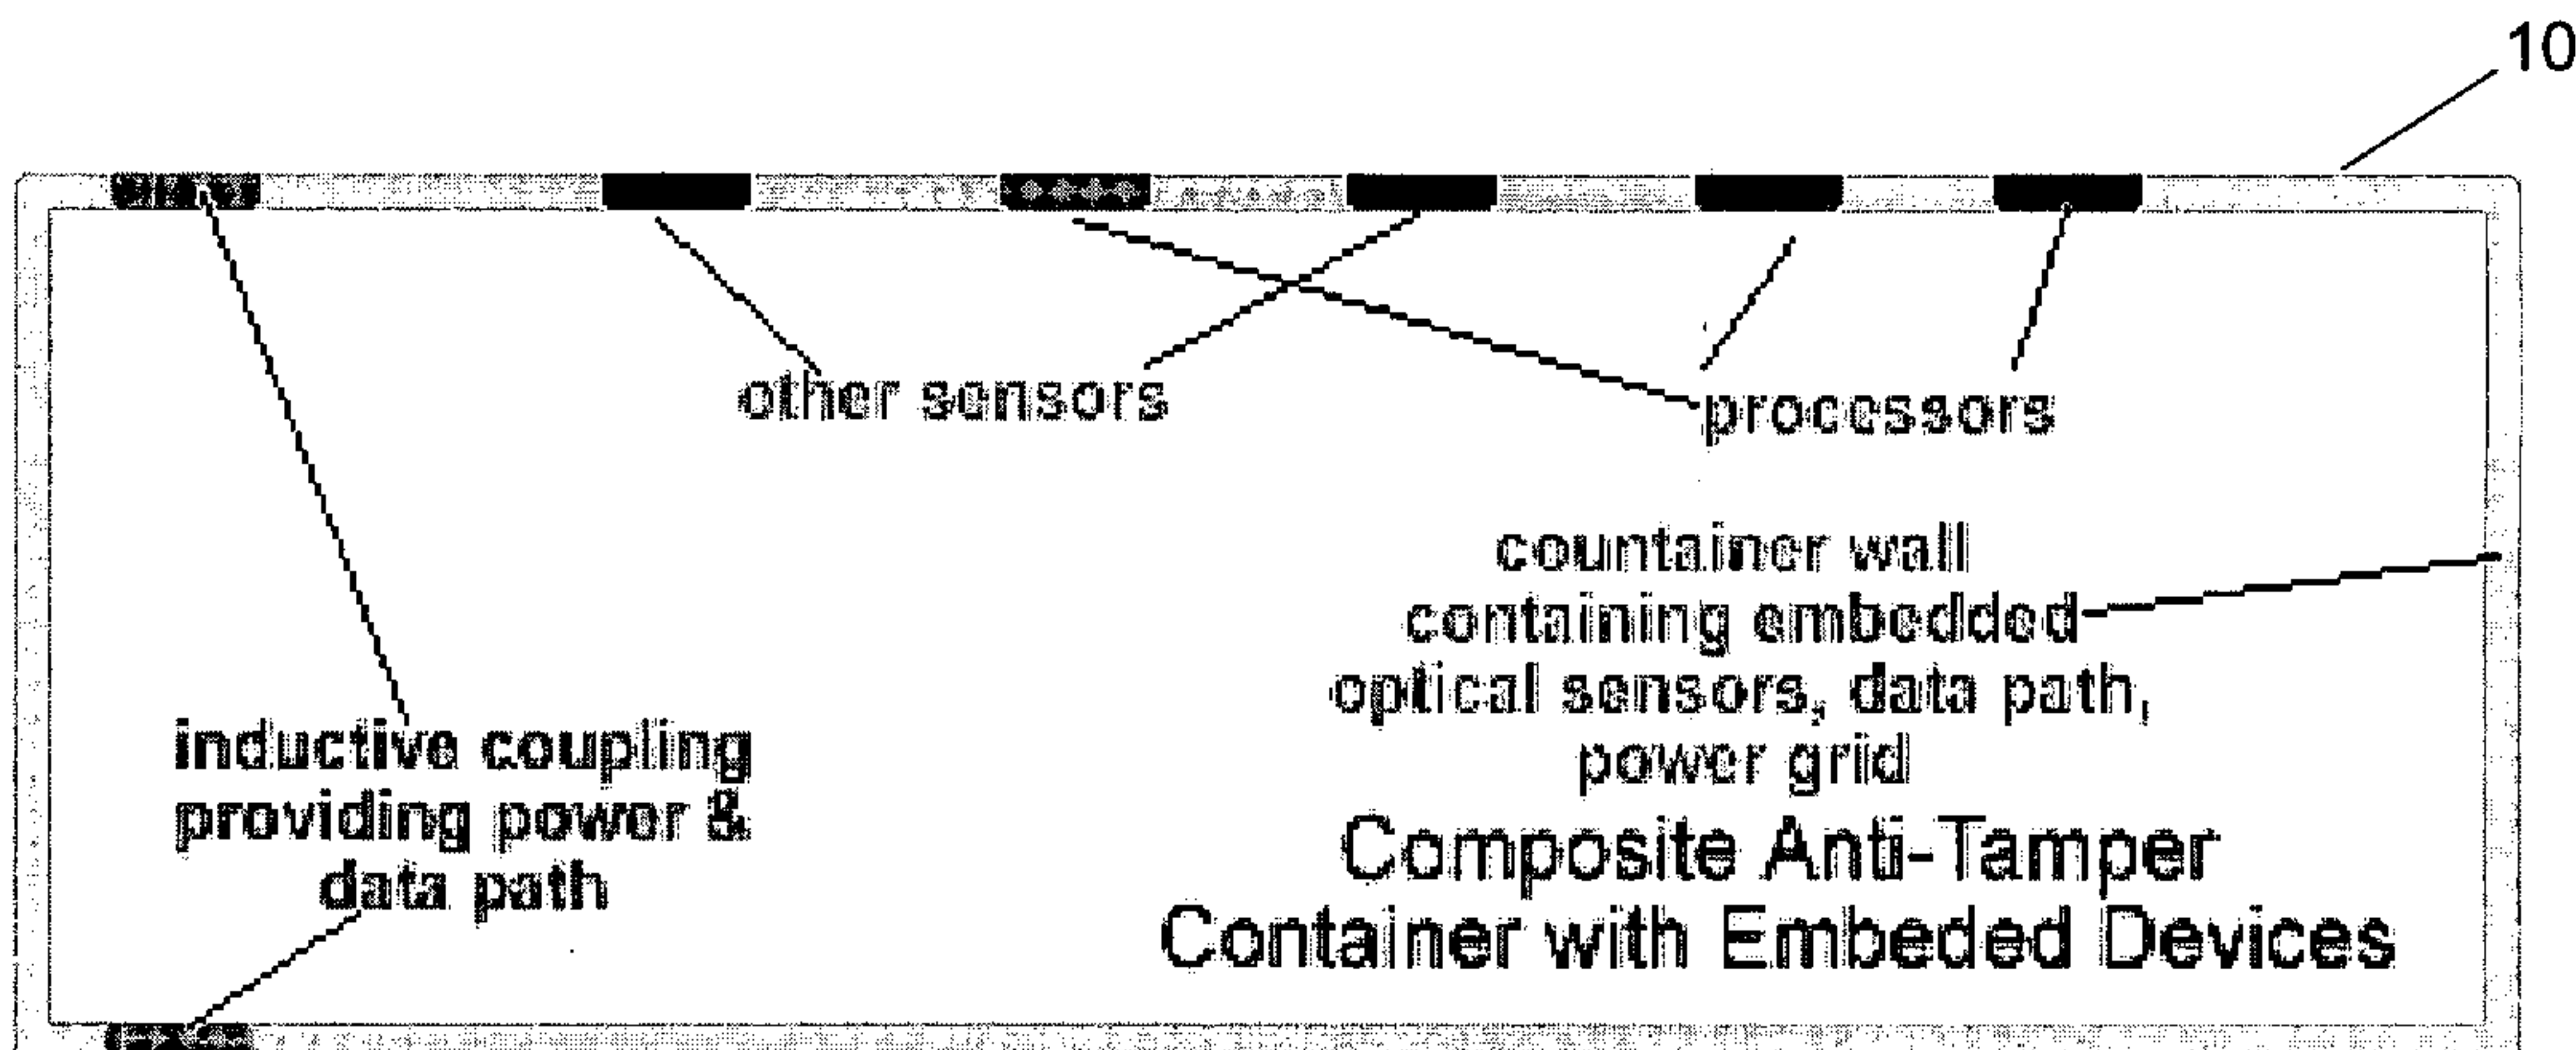 10
other sensors
processors
countainer wall
containing embedded
optical sensors, data path,
power grid
inductive coupling
providing power &
data path
Composite Anti-Tamper
Container with Embeded Devices